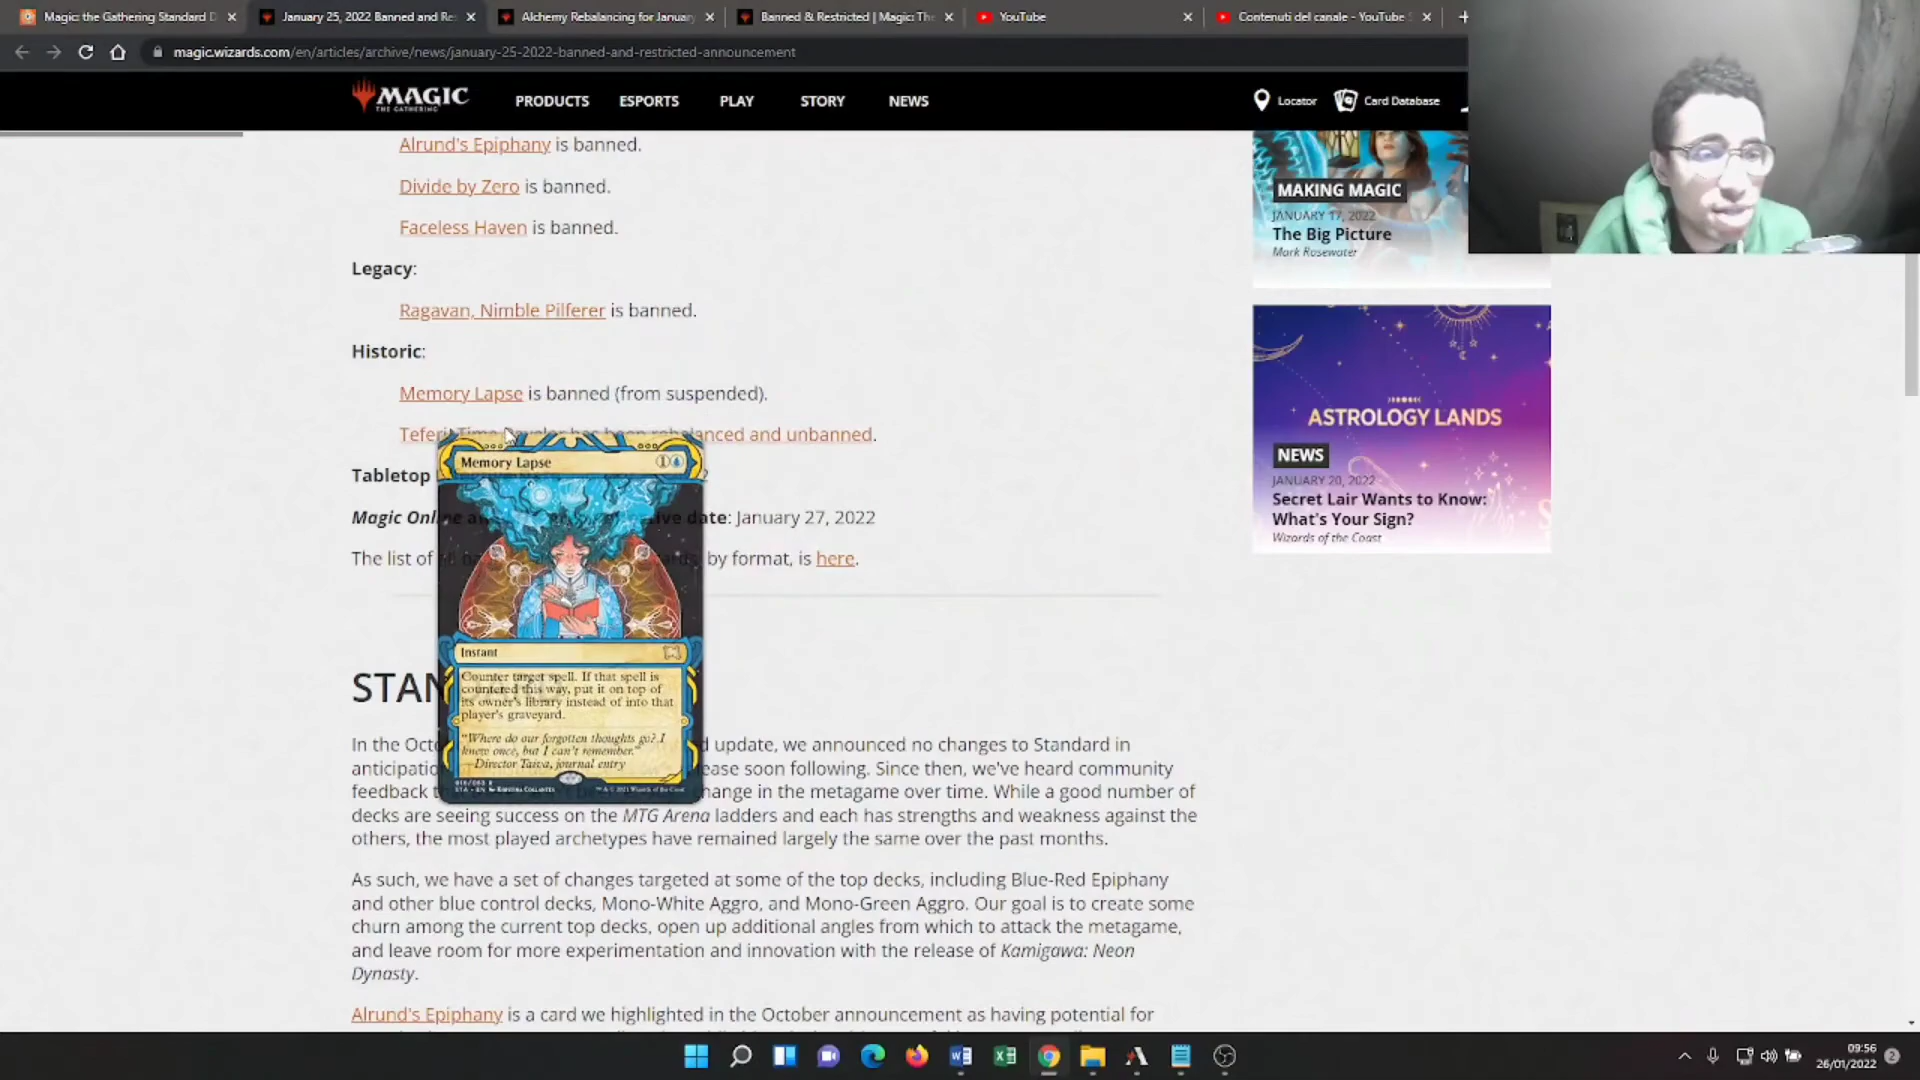 Magic: the Gathering Standard D
January 25, 2022 Banned and Re
Alchemy Rebalancing for January
Banned & Restricted | Magic: The
YouTube
Contenuti del canale - YouTube
magic.wizards.com/en/articles/archive/news/january-25-2022-banned-and-restricted-announcement
MAGIC
THE GATHERING
PRODUCTS
ESPORTS
PLAY
STORY
NEWS
Locator
Card Database
Alrund's Epiphany is banned.
Divide by Zero is banned.
Faceless Haven is banned.
Legacy:
Ragavan, Nimble Pilferer is banned.
Historic:
Memory Lapse is banned (from suspended).
Teferi, Time Raveler has been rebalanced and unbanned.
Tabletop
Magic Online date: January 27, 2022
The list of by format, is here.
Memory Lapse
1
Instant
Counter target spell. If that spell is
countered this way, put it on top of
its owner's library instead of into that
player's graveyard.
"Where do our forgotten thoughts go? I
knew once, but I can't remember."
—Director Taiva, journal entry
STAN
In the Octo d update, we announced no changes to Standard in
anticipation ease soon following. Since then, we've heard community
feedback change in the metagame over time. While a good number of
decks are seeing success on the MTG Arena ladders and each has strengths and weakness against the
others, the most played archetypes have remained largely the same over the past months.
As such, we have a set of changes targeted at some of the top decks, including Blue-Red Epiphany
and other blue control decks, Mono-White Aggro, and Mono-Green Aggro. Our goal is to create some
churn among the current top decks, open up additional angles from which to attack the metagame,
and leave room for more experimentation and innovation with the release of Kamigawa: Neon
Dynasty.
Alrund's Epiphany is a card we highlighted in the October announcement as having potential for
MAKING MAGIC
JANUARY 17, 2022
The Big Picture
Mark Rosewater
ASTROLOGY LANDS
NEWS
JANUARY 20, 2022
Secret Lair Wants to Know:
What's Your Sign?
Wizards of the Coast
09:56
26/01/2022
2